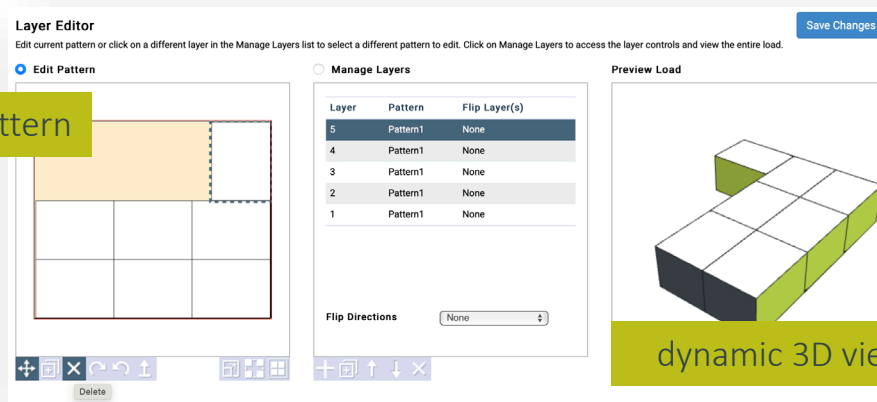 Layer Editor
Save Changes
Edit current pattern or click on a different layer in the Manage Layers list to select a different pattern to edit. Click on Manage Layers to access the layer controls and view the entire load.
Edit Pattern
Manage Layers
Preview Load
ttern
Layer Pattern Flip Layer(s)
5 Pattern1 None
4 Pattern1 None
3 Pattern1 None
2 Pattern1 None
1 Pattern1 None
Flip Directions None
dynamic 3D vie
Delete